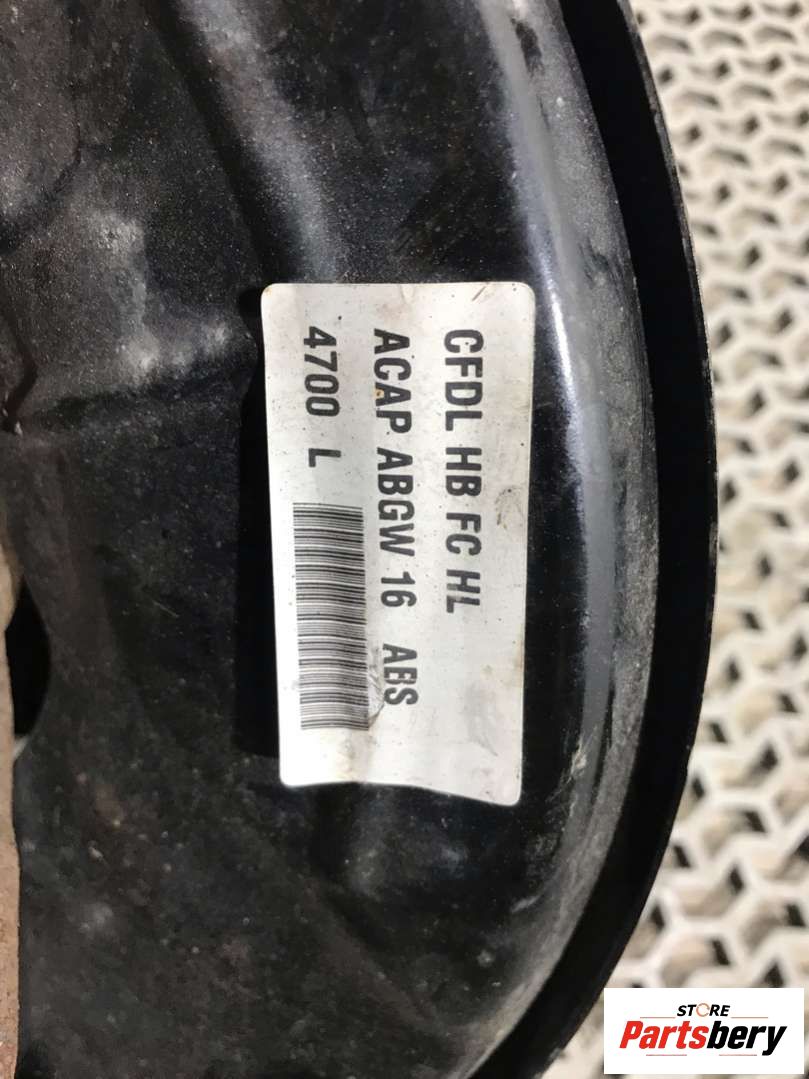 CFDL HB FC HL
ACAP ABGW 16 ABS
4700 L
STORE
Partsbery